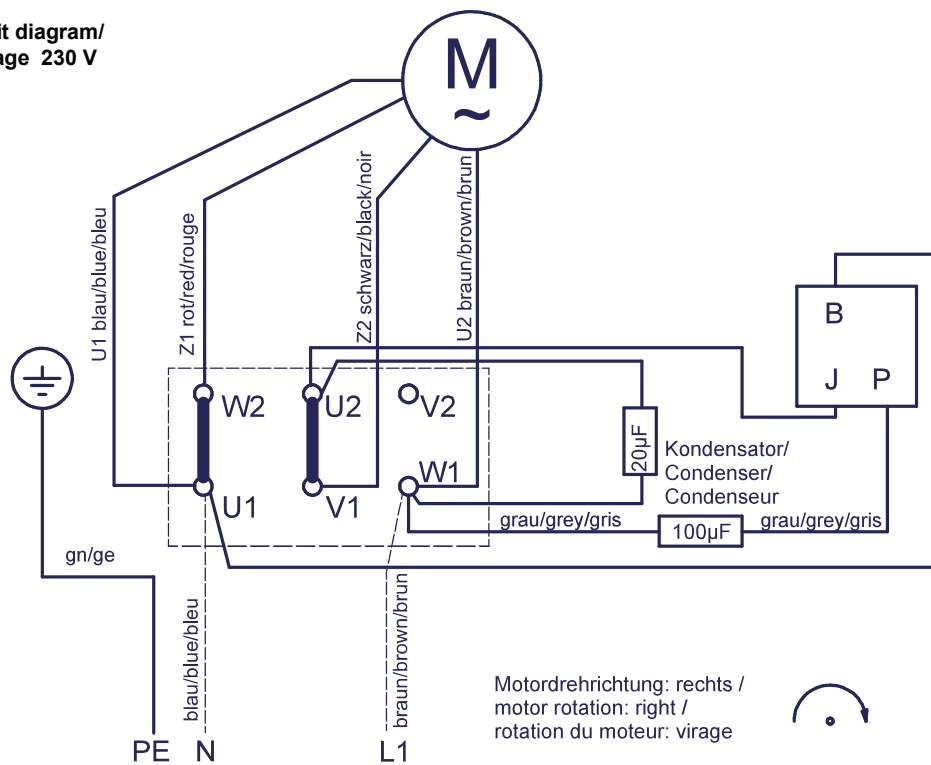 it diagram/
age 230 V
M
~
U1 blau/blue/bleu
Z1 rot/red/rouge
Z2 schwarz/black/noir
U2 braun/brown/brun
B
J P
W2 U2 V2
U1 V1 W1
20µF
Kondensator/
Condenser/
Condenseur
grau/grey/gris
100µF
grau/grey/gris
gn/ge
blau/blue/bleu
braun/brown/brun
Motordrehrichtung: rechts /
motor rotation: right /
rotation du moteur: virage
PE N L1